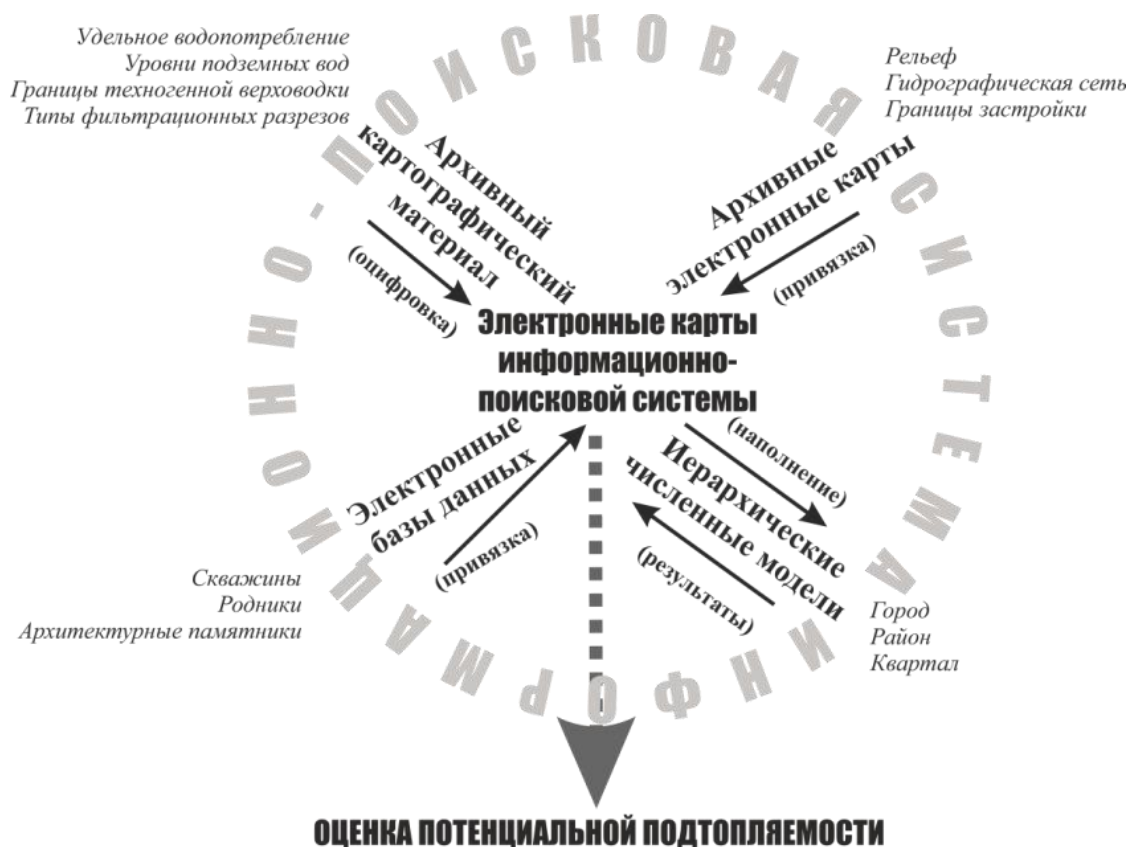 Удельное водопотребление
Уровни подземных вод
Границы техногенной верховодки
Типы фильтрационных разрезов
Рельеф
Гидрографическая сеть
Границы застройки
ИНФОРМАЦИОННО-ПОИСКОВАЯ СИСТЕМА
Архивный
картографический
материал
(оцифровка)
Архивные
электронные карты
(привязка)
Электронные карты
информационно-
поисковой системы
Электронные
базы данных
(привязка)
(наполнение)
Иерархические
численные модели
(результаты)
Скважины
Родники
Архитектурные памятники
Город
Район
Квартал
ОЦЕНКА ПОТЕНЦИАЛЬНОЙ ПОДТОПЛЯЕМОСТИ